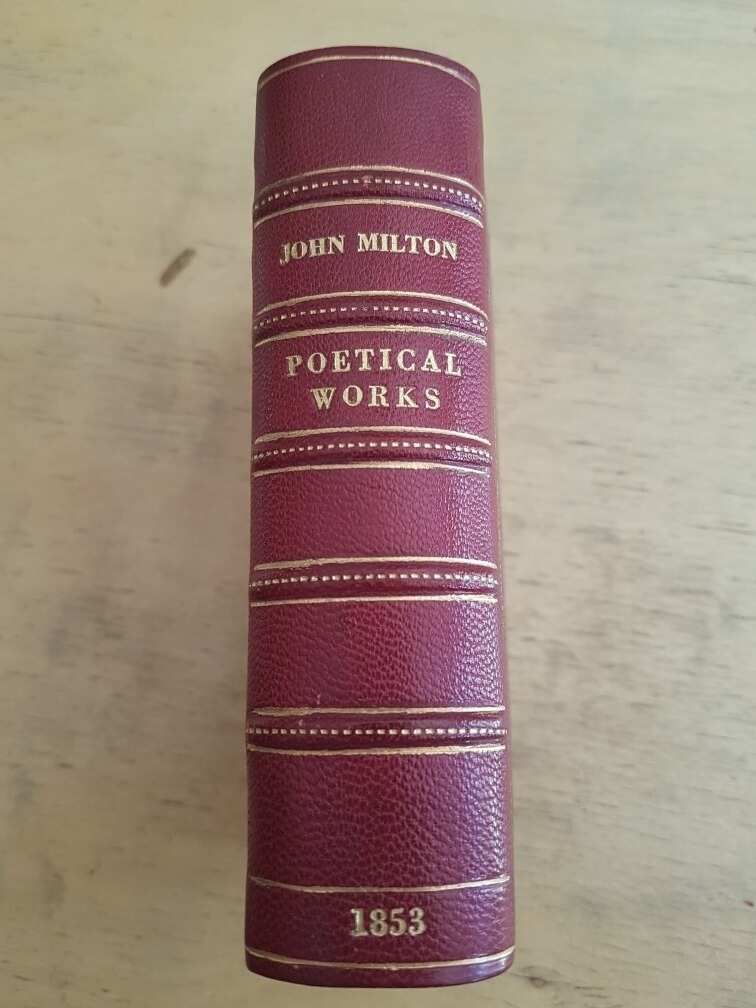 JOHN MILTON
POETICAL
WORKS
1853